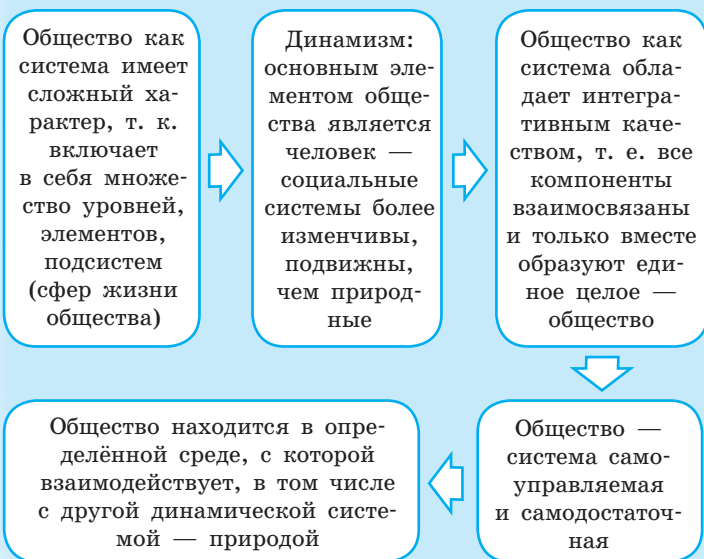 Общество как
система имеет
сложный ха-
рактер, т. к.
включает
в себя множе-
ство уровней,
элементов,
подсистем
(сфер жизни
общества)
Динамизм:
основным эле-
ментом обще-
ства является
человек —
социальные
системы более
изменчивы,
подвижны,
чем природ-
ные
Общество как
система обла-
дает интегра-
тивным каче-
ством, т. е. все
компоненты
взаимосвязаны
и только вместе
образуют еди-
ное целое —
общество
Общество —
система само-
управляемая
и самодостаточ-
ная
Общество находится в опре-
делённой среде, с которой
взаимодействует, в том числе
с другой динамической систе-
мой — природой